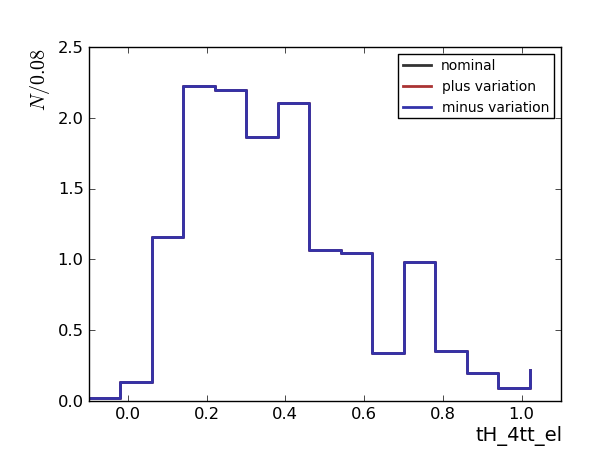 N/0.08
2.5
2.0
1.5
1.0
0.5
0.0
nominal
plus variation
minus variation
0.0 0.2 0.4 0.6 0.8 1.0
tH_4tt_el